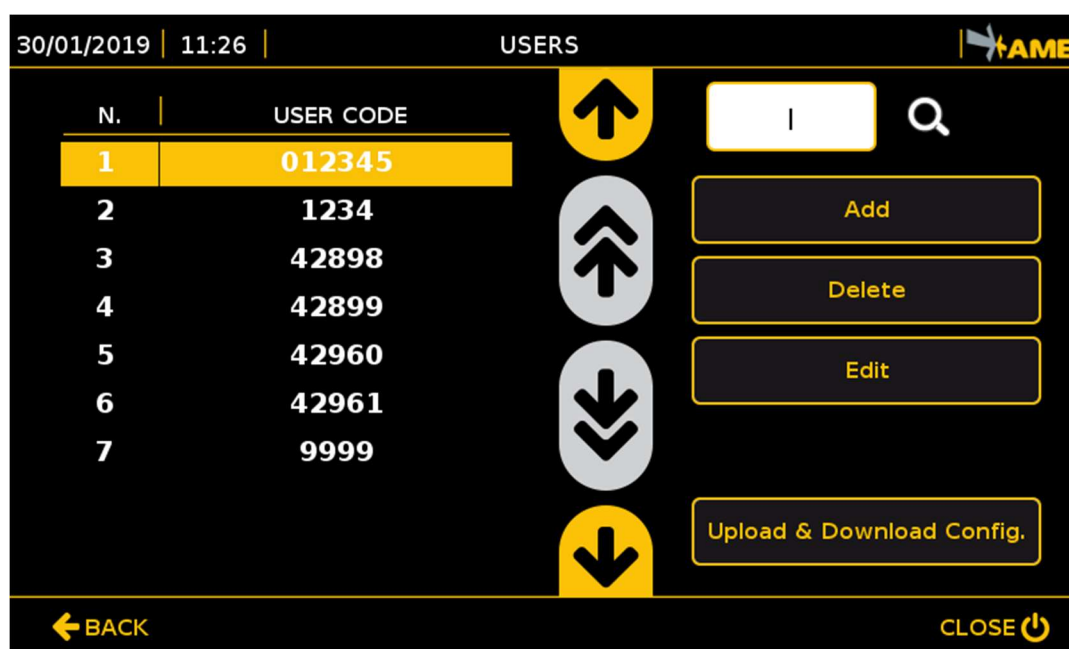 30/01/2019 11:26 USERS AME
N. USER CODE
1 012345
2 1234
3 42898
4 42899
5 42960
6 42961
7 9999
Add
Delete
Edit
Upload & Download Config.
BACK CLOSE